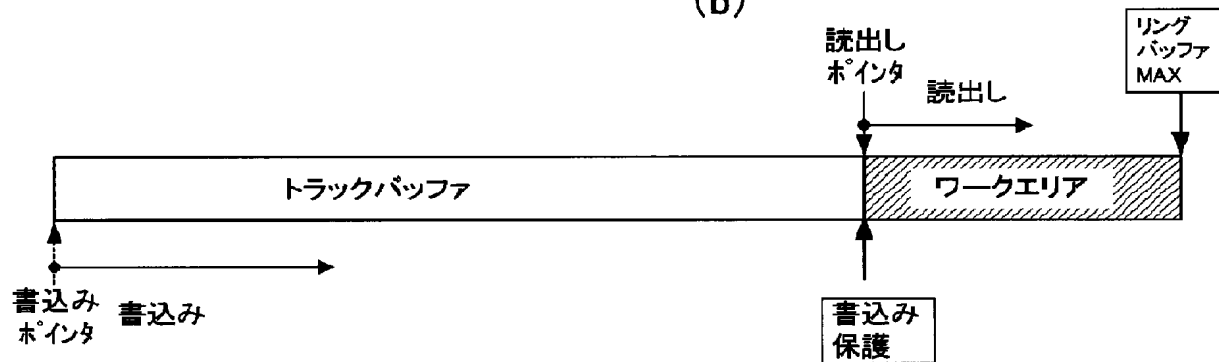 (b)
リング
バッファ
MAX
読出し
ポインタ
読出し
トラックバッファ
ワークエリア
書込み
ポインタ
書込み
書込み
保護